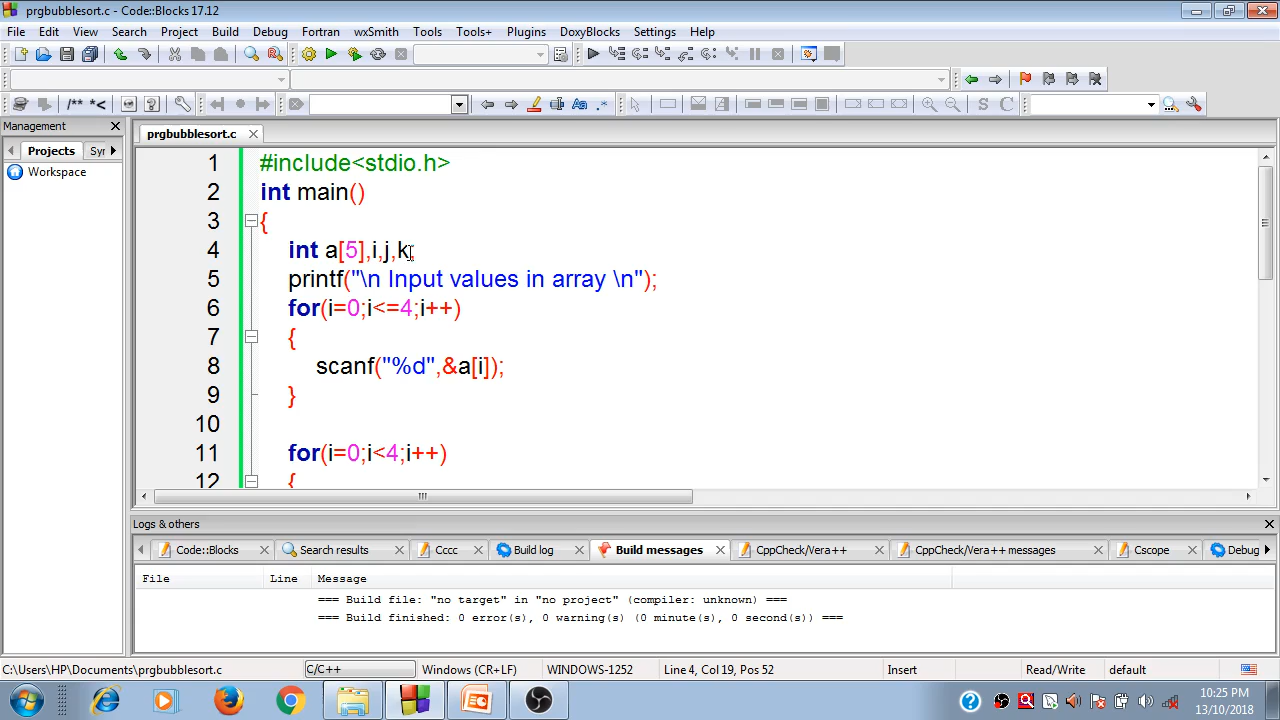 prgbubblesort.c - Code::Blocks 17.12
File Edit View Search Project Build Debug Fortran wxSmith Tools Tools+ Plugins DoxyBlocks Settings Help
/** *<
Management
Projects Syr
Workspace
prgbubblesort.c
1 #include<stdio.h>
2 int main()
3 {
4 int a[5],i,j,k;
5 printf("\n Input values in array \n");
6 for(i=0;i<=4;i++)
7 {
8 scanf("%d",&a[i]);
9 }
10
11 for(i=0;i<4;i++)
12 {
Logs & others
Code::Blocks Search results Cccc Build log Build messages CppCheck/Vera++ CppCheck/Vera++ messages Cscope Debug
File Line Message
=== Build file: "no target" in "no project" (compiler: unknown) ===
=== Build finished: 0 error(s), 0 warning(s) (0 minute(s), 0 second(s)) ===
C:\Users\HP\Documents\prgbubblesort.c C/C++ Windows (CR+LF) WINDOWS-1252 Line 4, Col 19, Pos 52 Insert Read/Write default
10:25 PM
13/10/2018